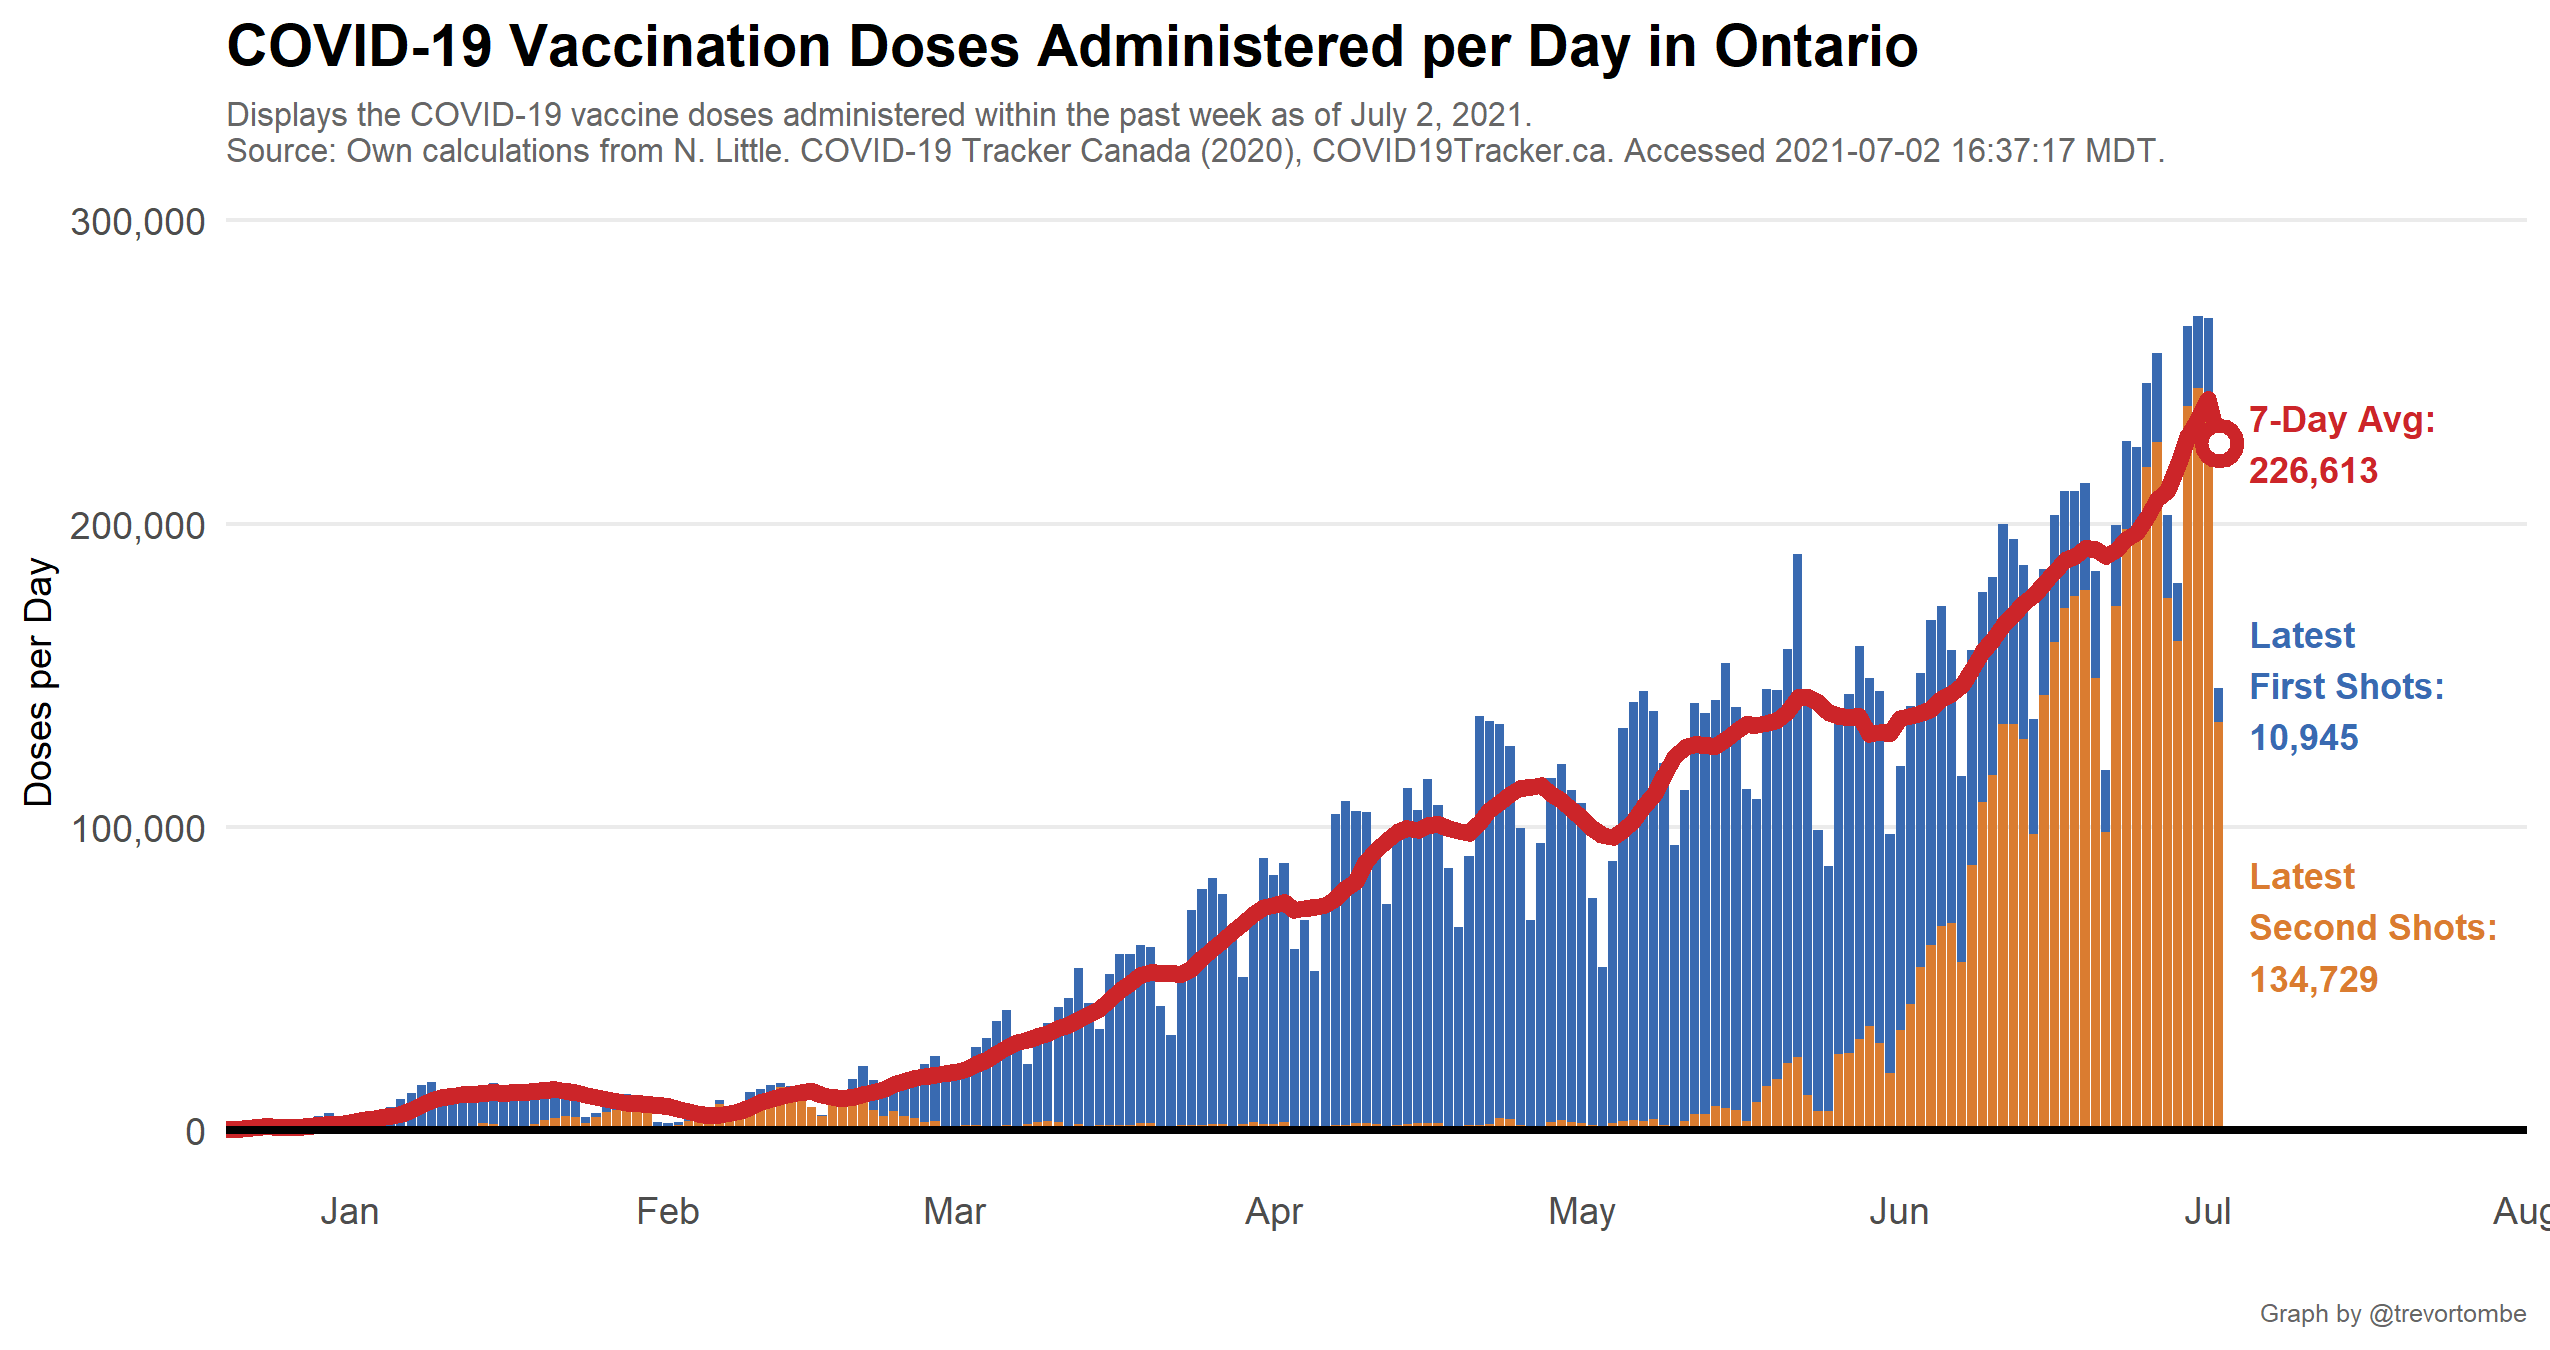 COVID-19 Vaccination Doses Administered per Day in Ontario
Displays the COVID-19 vaccine doses administered within the past week as of July 2, 2021.
Source: Own calculations from N. Little. COVID-19 Tracker Canada (2020), COVID19Tracker.ca. Accessed 2021-07-02 16:37:17 MDT.
Doses per Day
300,000
200,000
100,000
0
7-Day Avg:
226,613
Latest
First Shots:
10,945
Latest
Second Shots:
134,729
Jan Feb Mar Apr May Jun Jul Aug
Graph by @trevortombe